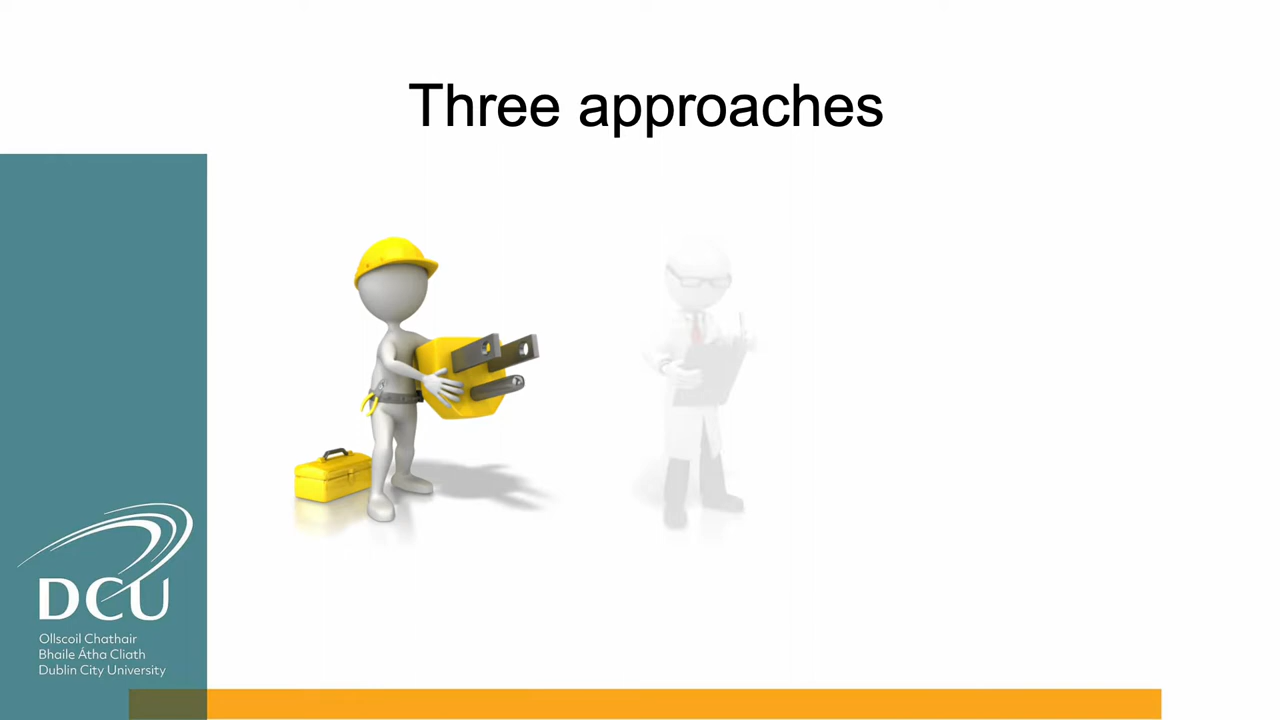 Three approaches
DCU
Ollscoil Chathair
Bhaile Átha Cliath
Dublin City University